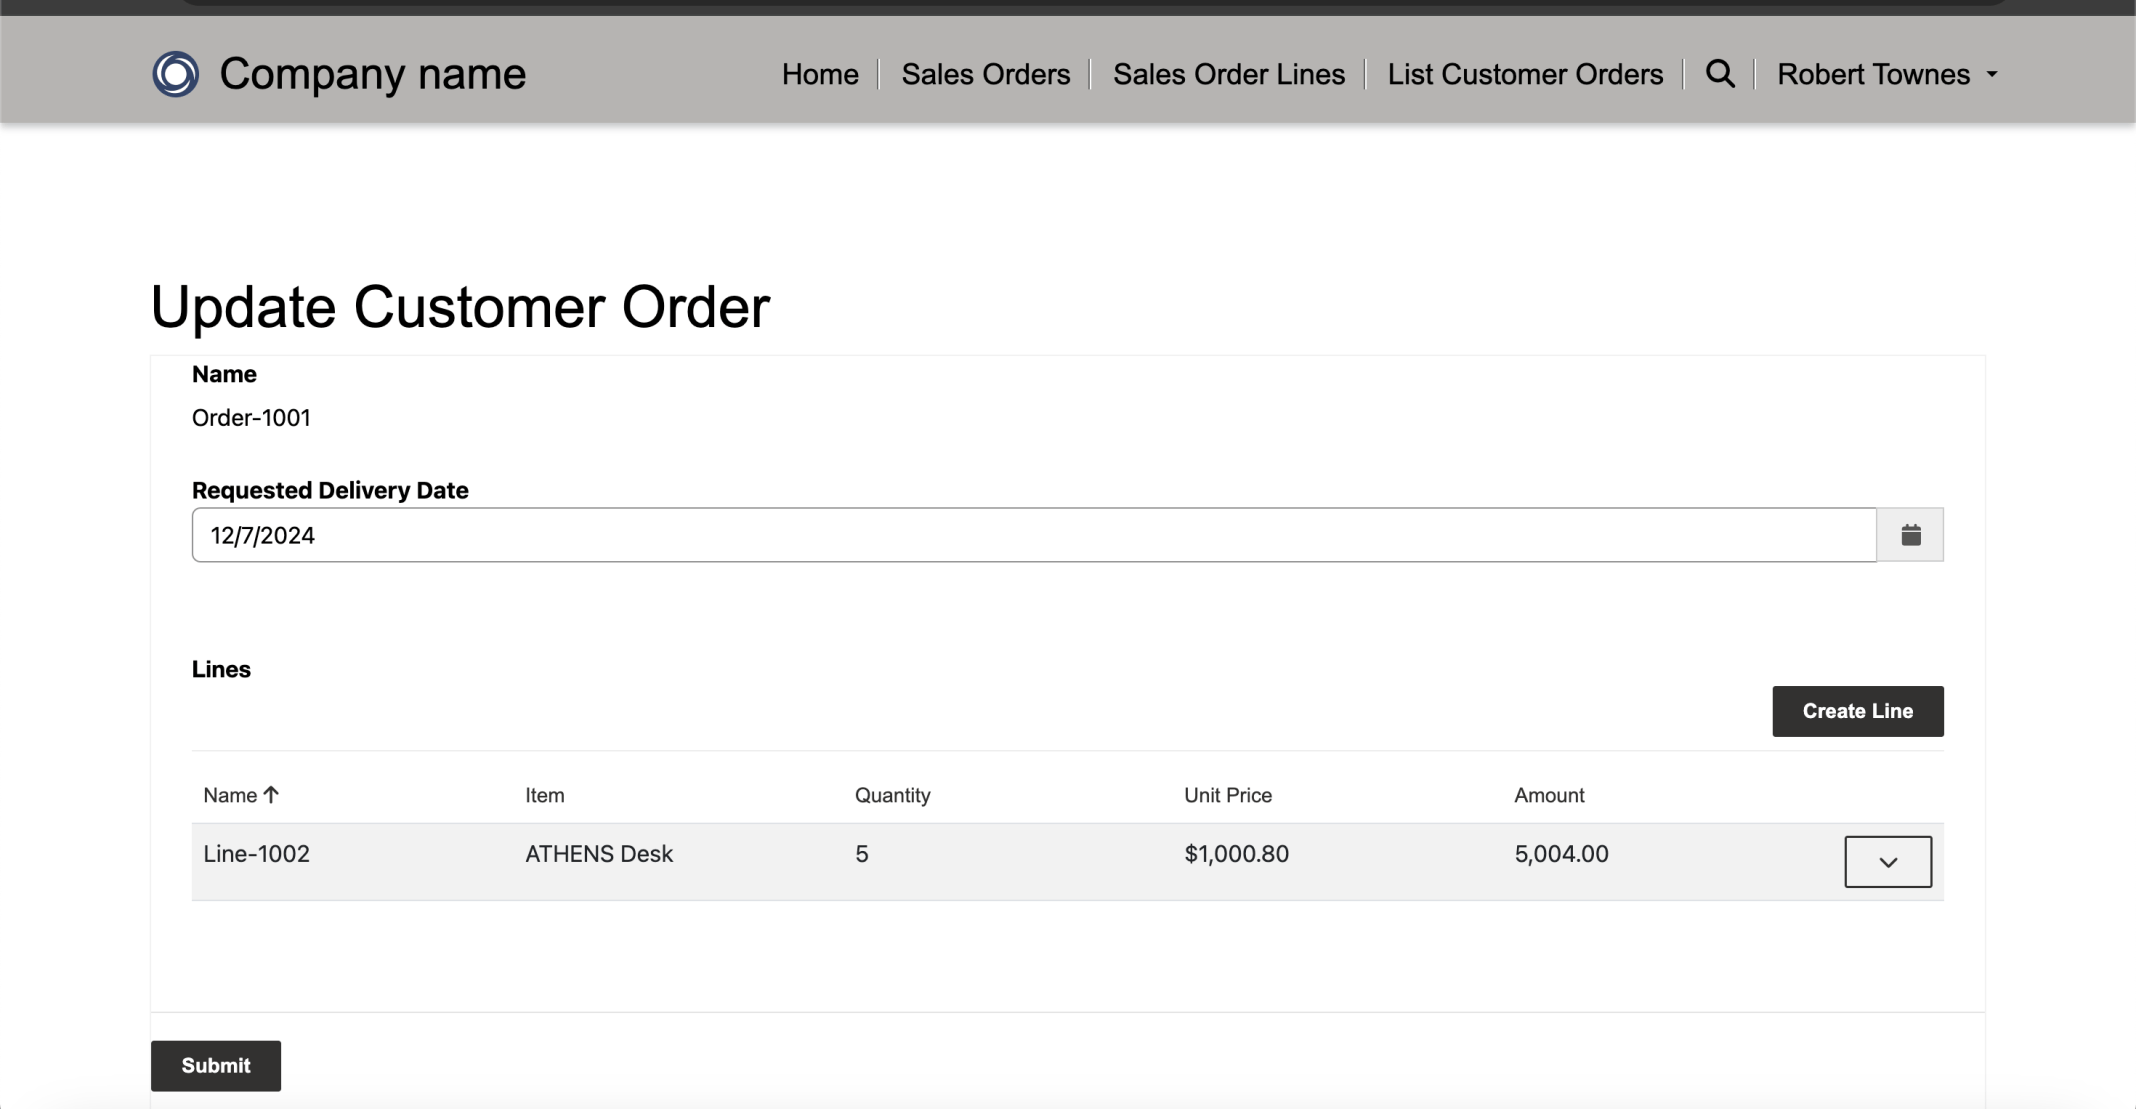 Company name
Home
Sales Orders
Sales Order Lines
List Customer Orders
Robert Townes
Update Customer Order
Name
Order-1001
Requested Delivery Date
12/7/2024
Lines
Create Line
Name Item Quantity Unit Price Amount
Line-1002 ATHENS Desk 5 $1,000.80 5,004.00
Submit